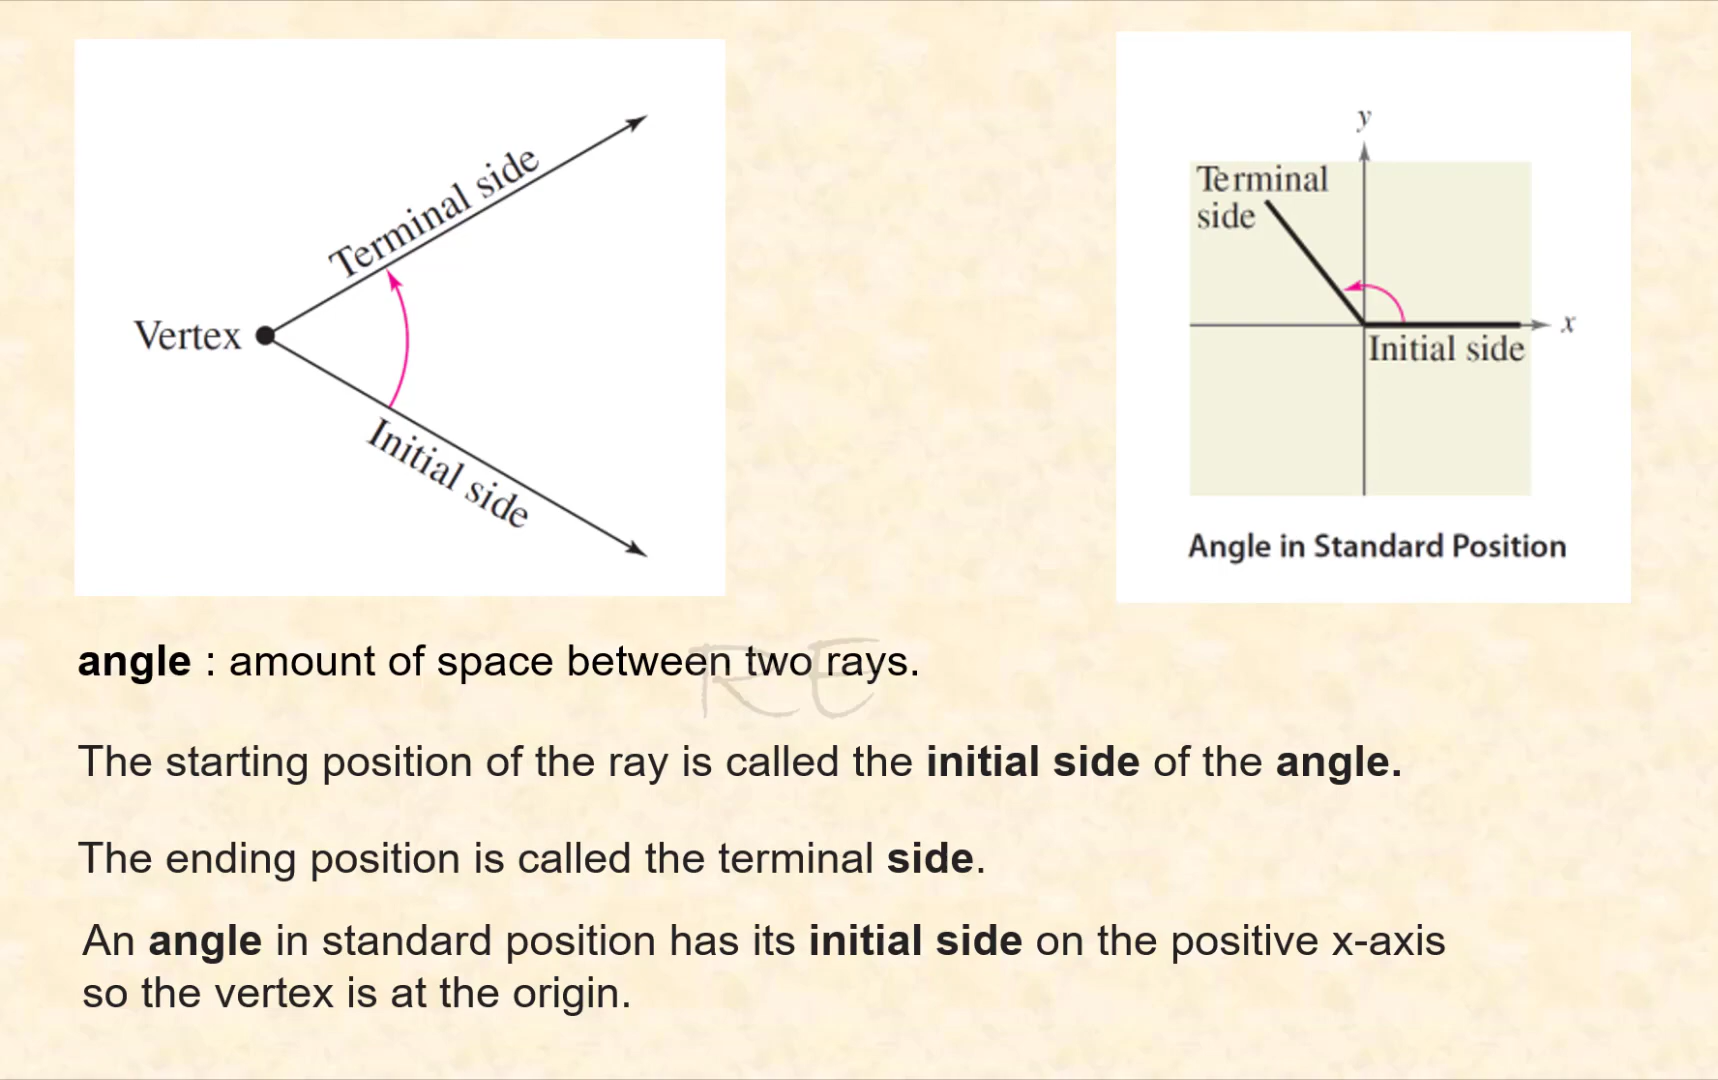 Terminal side
Vertex
Initial side
y
Terminal
side
x
Initial side
Angle in Standard Position
angle : amount of space between two rays.
RE
The starting position of the ray is called the initial side of the angle.
The ending position is called the terminal side.
An angle in standard position has its initial side on the positive x-axis
so the vertex is at the origin.